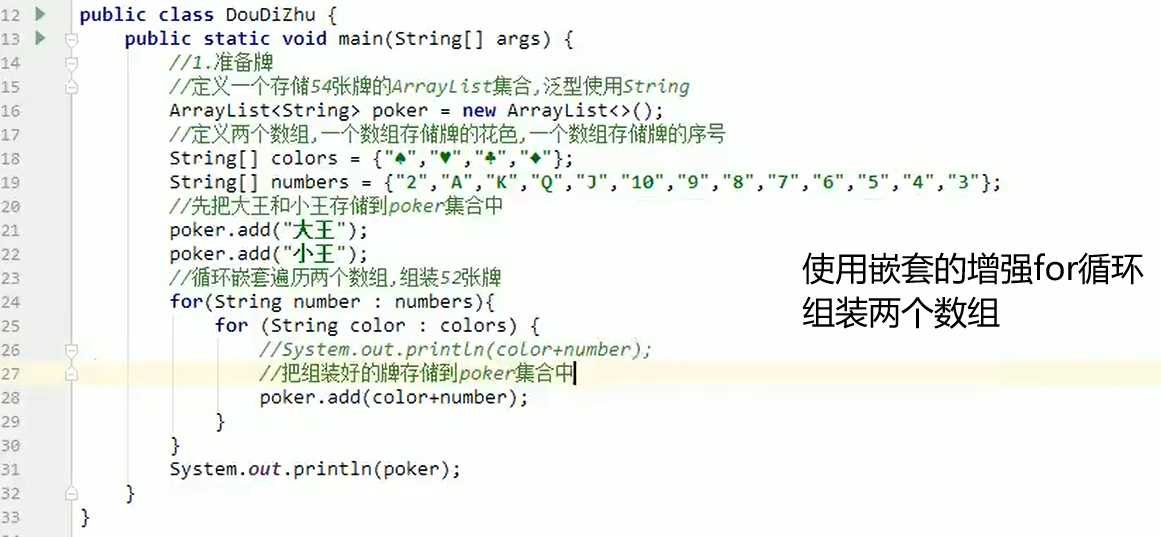 12 public class DouDiZhu {
13 public static void main(String[] args) {
14 //1.准备牌
15 //定义一个存储54张牌的ArrayList集合,泛型使用String
16 ArrayList<String> poker = new ArrayList<>();
17 //定义两个数组,一个数组存储牌的花色,一个数组存储牌的序号
18 String[] colors = {"♠","♥","♣","♦"};
19 String[] numbers = {"2","A","K","Q","J","10","9","8","7","6","5","4","3"};
20 //先把大王和小王存储到poker集合中
21 poker.add("大王");
22 poker.add("小王");
23 //循环嵌套遍历两个数组,组装52张牌
24 for(String number : numbers){
25 for (String color : colors) {
26 //System.out.println(color+number);
27 //把组装好的牌存储到poker集合中
28 poker.add(color+number);
29 }
30 }
31 System.out.println(poker);
32 }
33 }
使用嵌套的增强for循环
组装两个数组